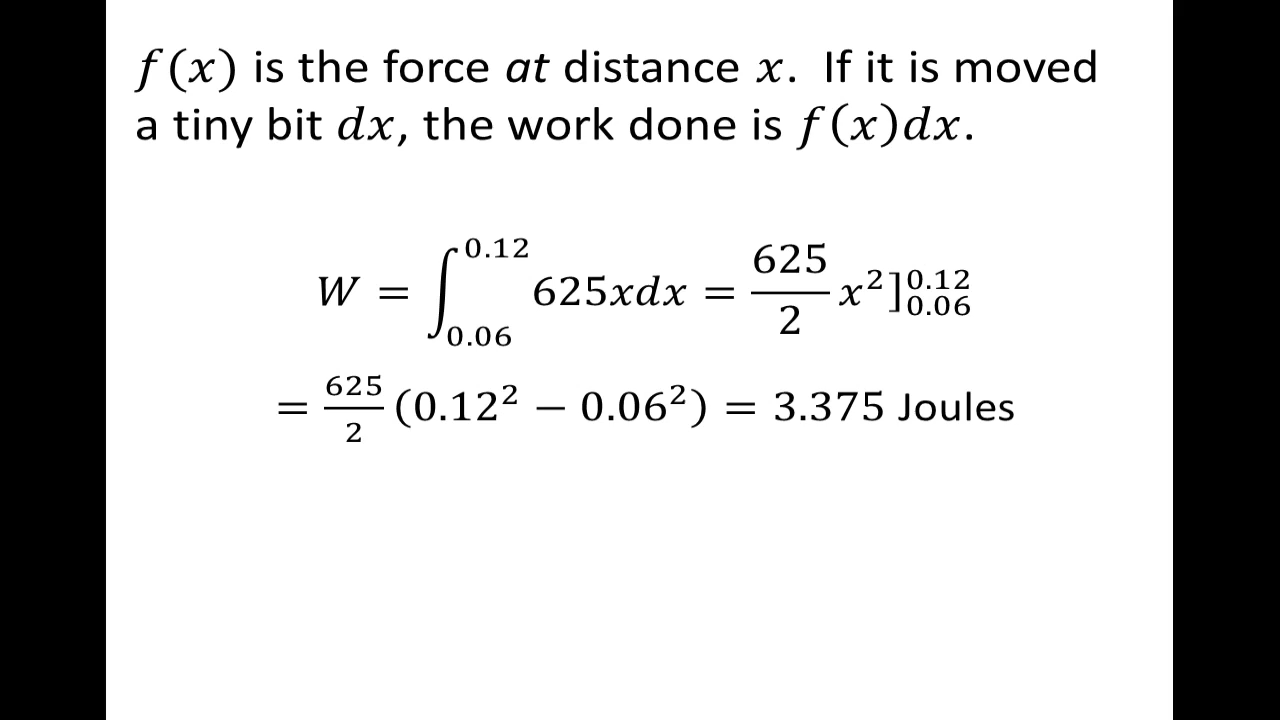 f(x) is the force at distance x. If it is moved
a tiny bit dx, the work done is f(x)dx.
W = ∫_{0.06}^{0.12} 625xdx = \frac{625}{2} x²]_{0.06}^{0.12}
= \frac{625}{2} (0.12² − 0.06²) = 3.375 Joules